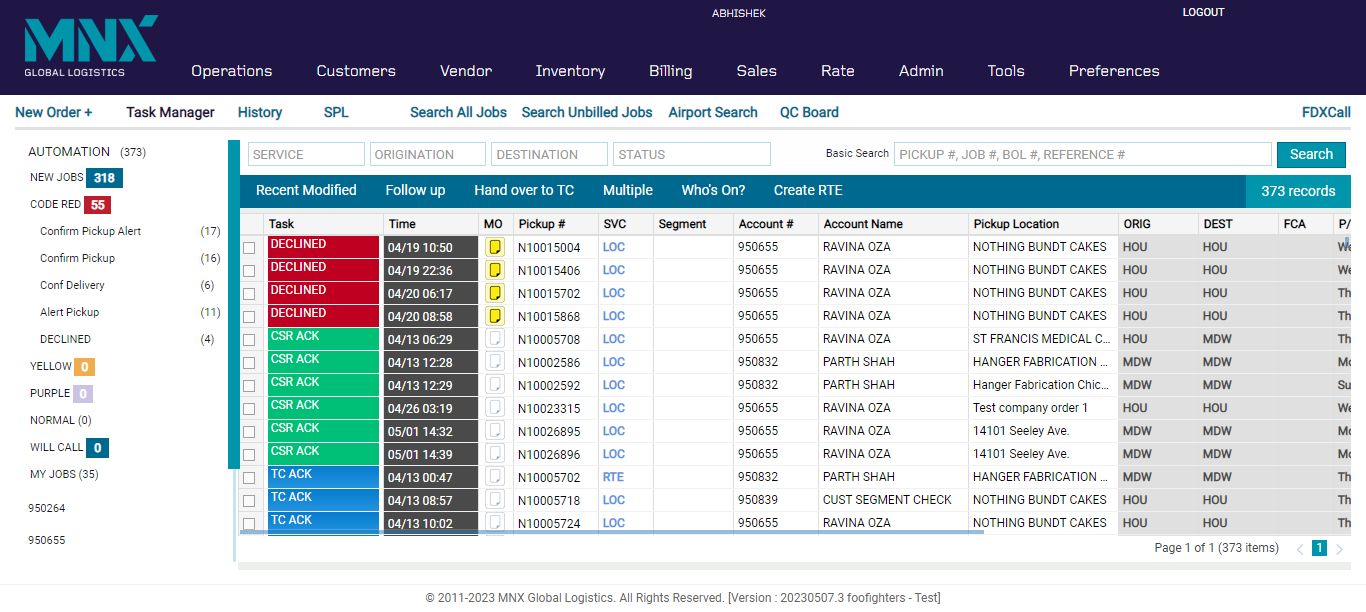 ABHISHEK LOGOUT
MNX
GLOBAL LOGISTICS
Operations Customers Vendor Inventory Billing Sales Rate Admin Tools Preferences
New Order + Task Manager History SPL Search All Jobs Search Unbilled Jobs Airport Search QC Board FDXCall
AUTOMATION (373)
NEW JOBS 318
CODE RED 55
Confirm Pickup Alert (17)
Confirm Pickup (16)
Conf Delivery (6)
Alert Pickup (11)
DECLINED (4)
YELLOW 0
PURPLE 0
NORMAL (0)
WILL CALL 0
MY JOBS (35)
950264
950655
SERVICE ORIGINATION DESTINATION STATUS Basic Search PICKUP #, JOB #, BOL #, REFERENCE # Search
Recent Modified Follow up Hand over to TC Multiple Who's On? Create RTE 373 records
Task Time MO Pickup # SVC Segment Account # Account Name Pickup Location ORIG DEST FCA P/
DECLINED 04/19 10:50 N10015004 LOC 950655 RAVINA OZA NOTHING BUNDT CAKES HOU HOU We
DECLINED 04/19 22:36 N10015406 LOC 950655 RAVINA OZA NOTHING BUNDT CAKES HOU HOU We
DECLINED 04/20 06:17 N10015702 LOC 950655 RAVINA OZA NOTHING BUNDT CAKES HOU HOU Th
DECLINED 04/20 08:58 N10015868 LOC 950655 RAVINA OZA NOTHING BUNDT CAKES HOU HOU Th
CSR ACK 04/13 06:29 N10005708 LOC 950655 RAVINA OZA ST FRANCIS MEDICAL C... HOU MDW Th
CSR ACK 04/13 12:28 N10002586 LOC 950832 PARTH SHAH HANGER FABRICATION ... MDW MDW Mo
CSR ACK 04/13 12:29 N10002592 LOC 950832 PARTH SHAH Hanger Fabrication Chic... MDW MDW Su
CSR ACK 04/26 03:19 N10023315 LOC 950655 RAVINA OZA Test company order 1 HOU HOU We
CSR ACK 05/01 14:32 N10026895 LOC 950655 RAVINA OZA 14101 Seeley Ave. MDW MDW Mo
CSR ACK 05/01 14:39 N10026896 LOC 950655 RAVINA OZA 14101 Seeley Ave. MDW MDW Mo
TC ACK 04/13 00:47 N10005702 RTE 950832 PARTH SHAH HANGER FABRICATION ... MDW MDW Th
TC ACK 04/13 08:57 N10005718 LOC 950839 CUST SEGMENT CHECK NOTHING BUNDT CAKES HOU HOU Th
TC ACK 04/13 10:02 N10005724 LOC 950655 RAVINA OZA NOTHING BUNDT CAKES HOU HOU Th
Page 1 of 1 (373 items) 1
© 2011-2023 MNX Global Logistics. All Rights Reserved. [Version : 20230507.3 foofighters - Test]